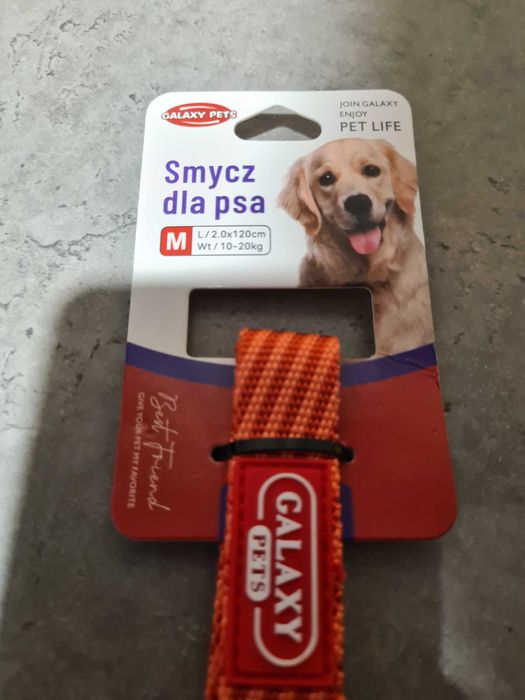 GALAXY PETS
JOIN GALAXY
ENJOY
PET LIFE
Smycz
dla psa
M
L / 2.0x120cm
Wt / 10-20kg
Best Friend
GIVE YOUR PET MY FAVORITE
GALAXY
PETS